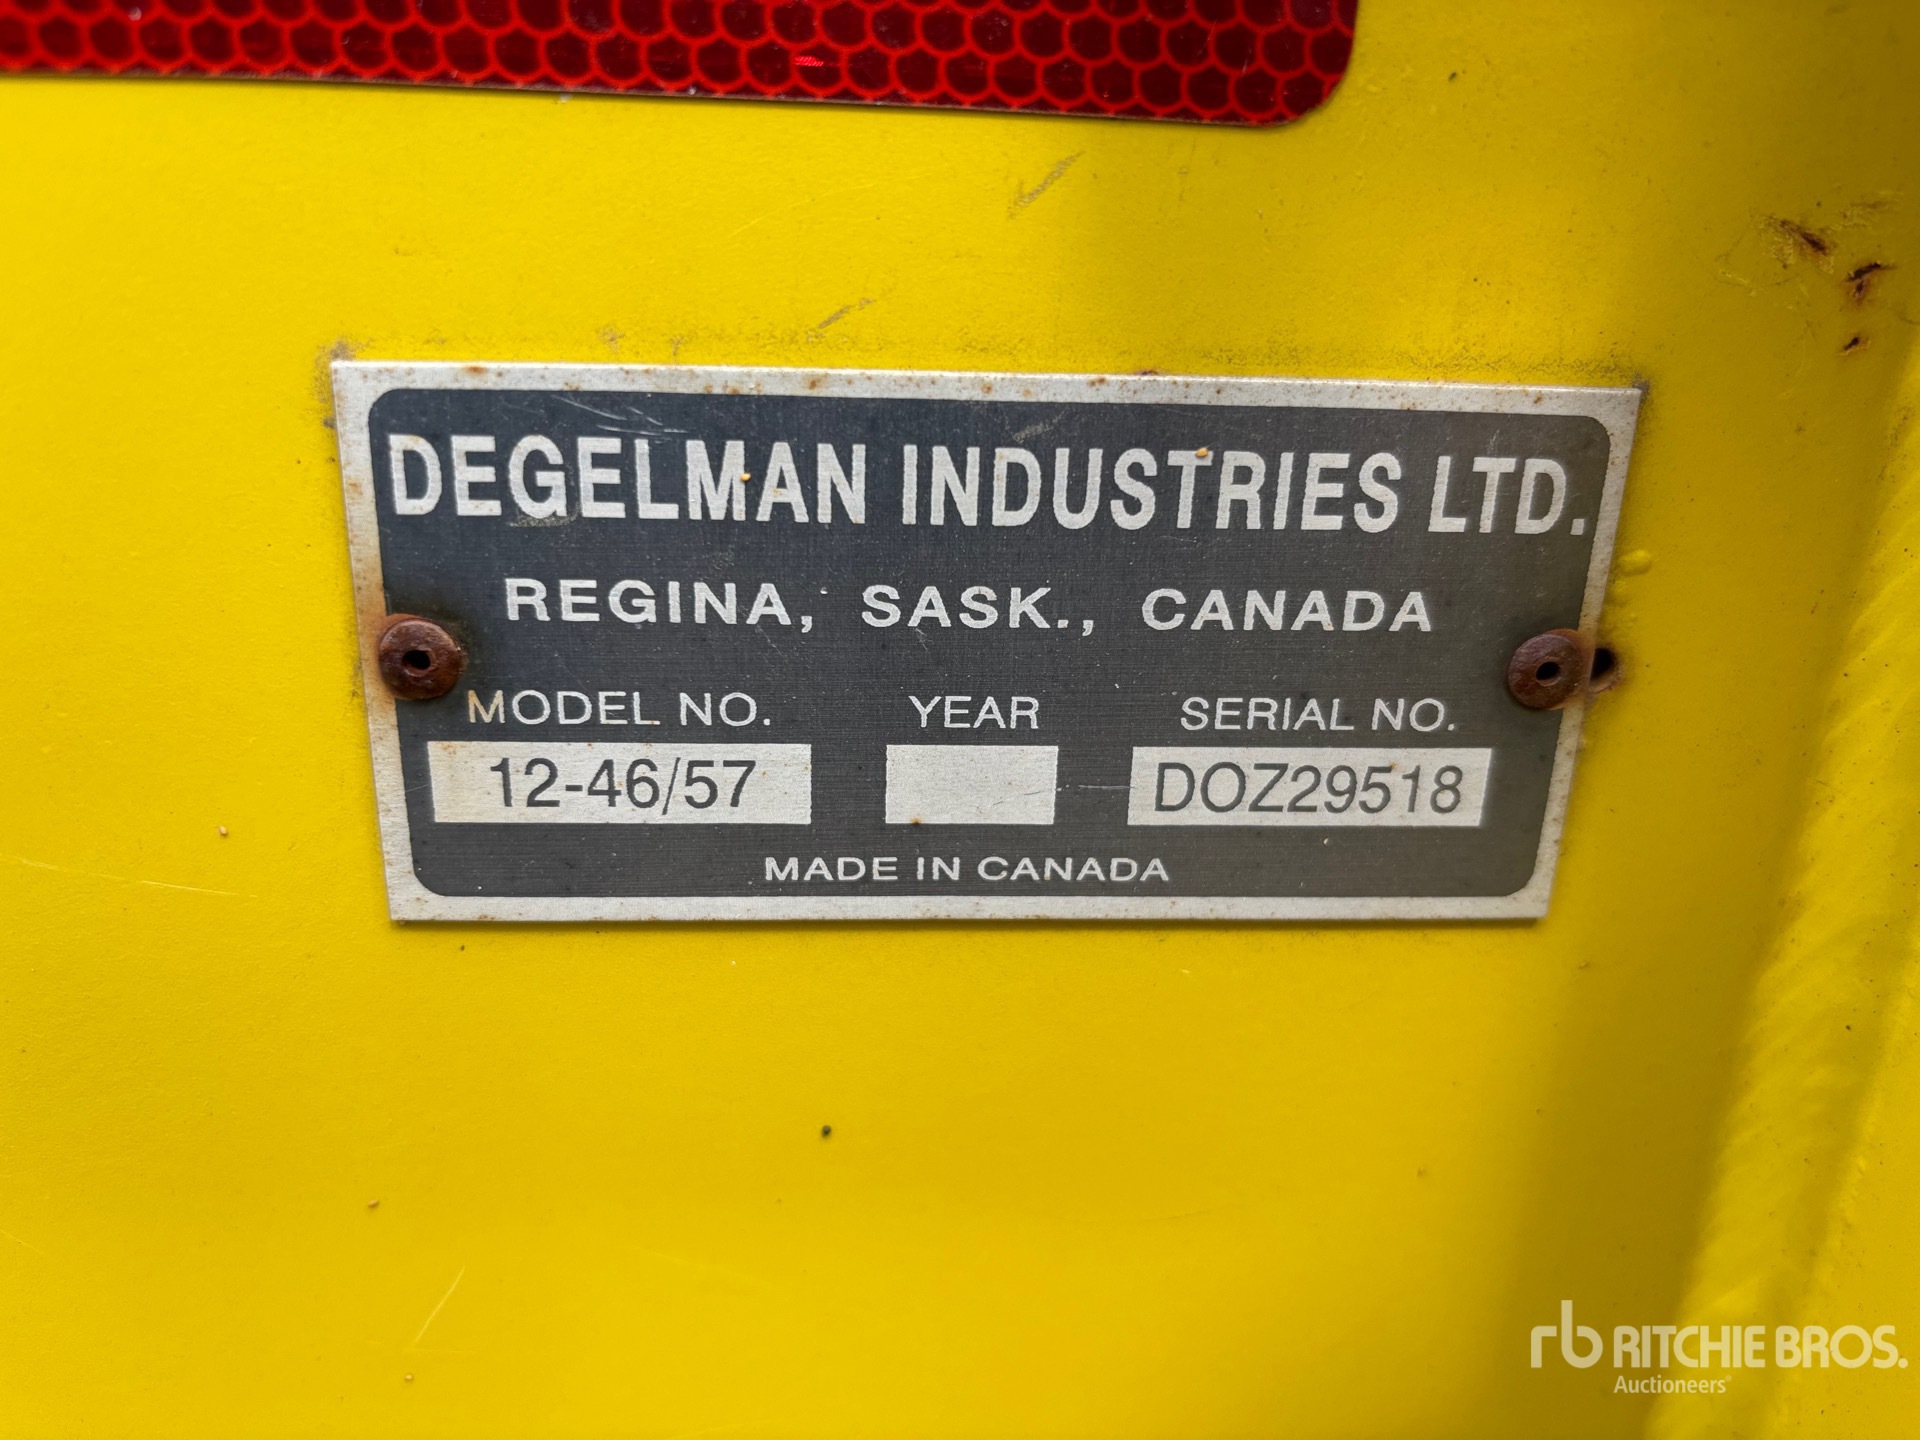 DEGELMAN INDUSTRIES LTD.
REGINA, SASK., CANADA
MODEL NO. YEAR SERIAL NO.
12-46/57 DOZ29518
MADE IN CANADA
rb RITCHIE BROS.
Auctioneers